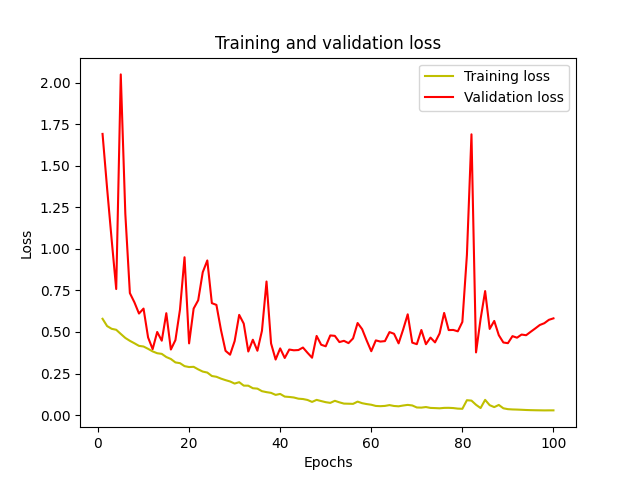 Training and validation loss
Training loss
Validation loss
2.00
1.75
1.50
1.25
1.00
0.75
0.50
0.25
0.00
Loss
0 20 40 60 80 100
Epochs